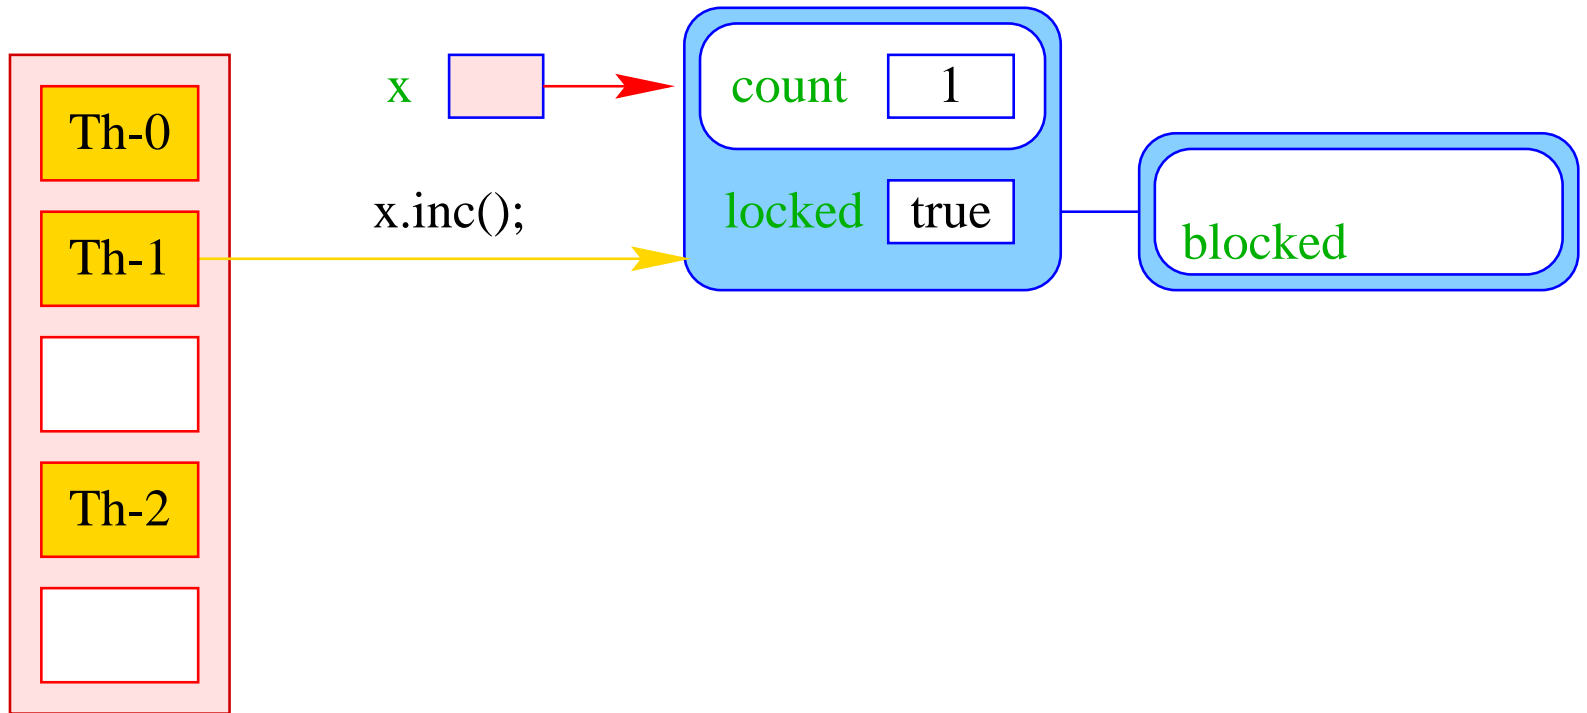 Th-0
Th-1
Th-2
x
x.inc();
count 1
locked true
blocked